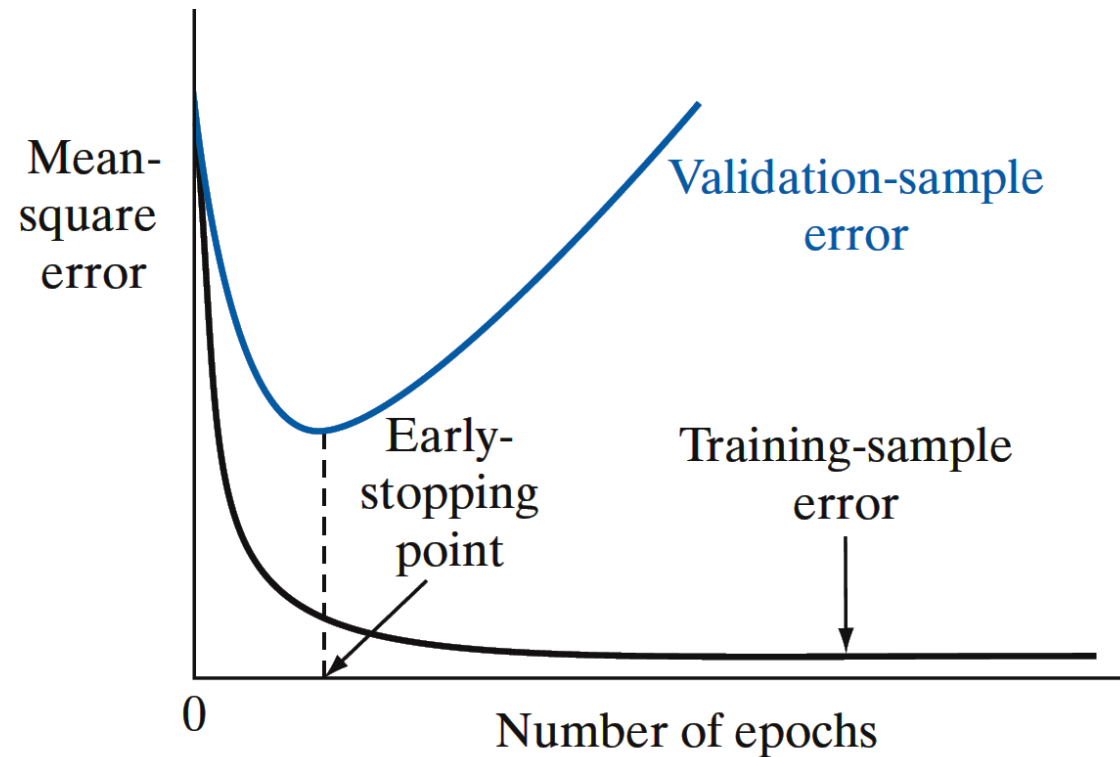 Mean-
square
error
Validation-sample
error
Early-
stopping
point
Training-sample
error
0
Number of epochs